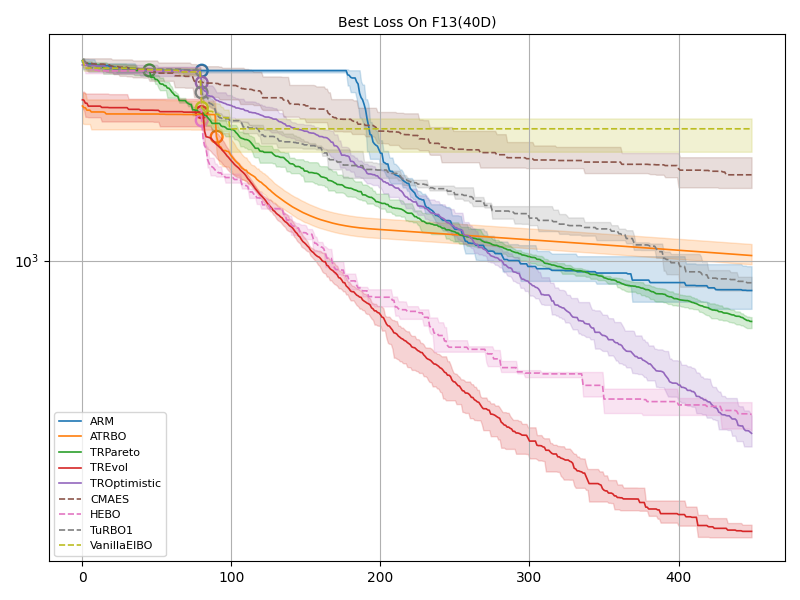 Best Loss On F13(40D)
10³
ARM
ATRBO
TRPareto
TREvol
TROptimistic
CMAES
HEBO
TuRBO1
VanillaEIBO
0 100 200 300 400